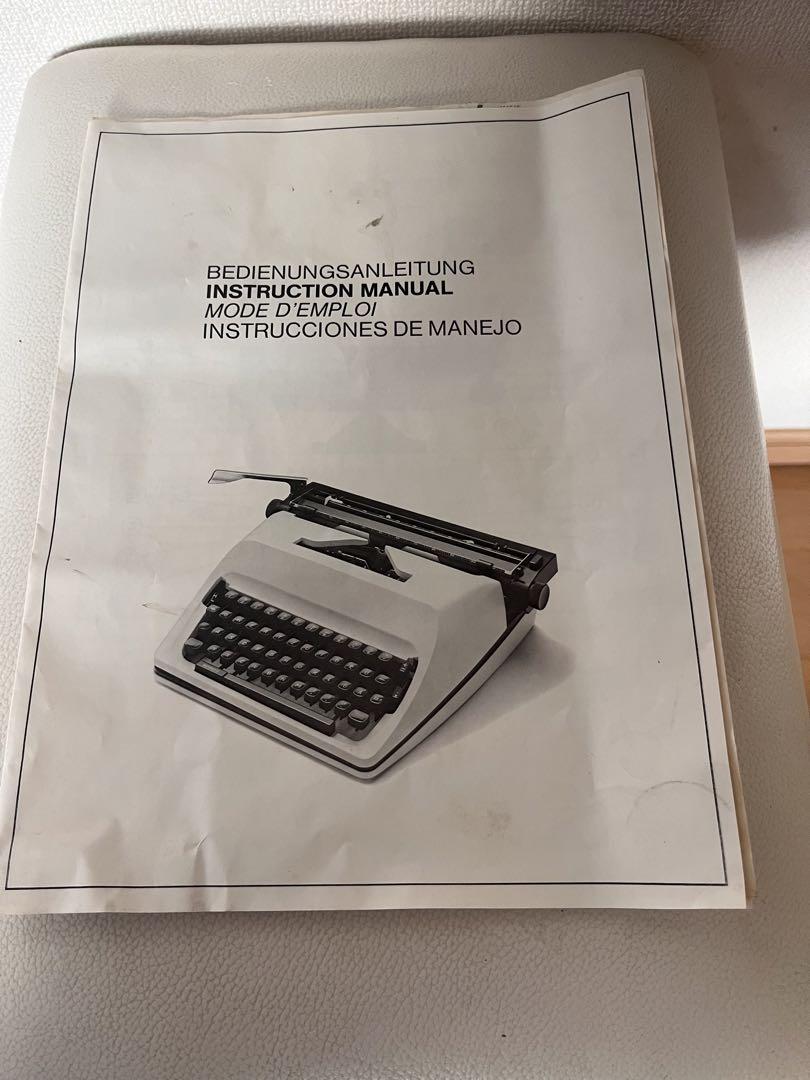 BEDIENUNGSANLEITUNG
INSTRUCTION MANUAL
MODE D'EMPLOI
INSTRUCCIONES DE MANEJO